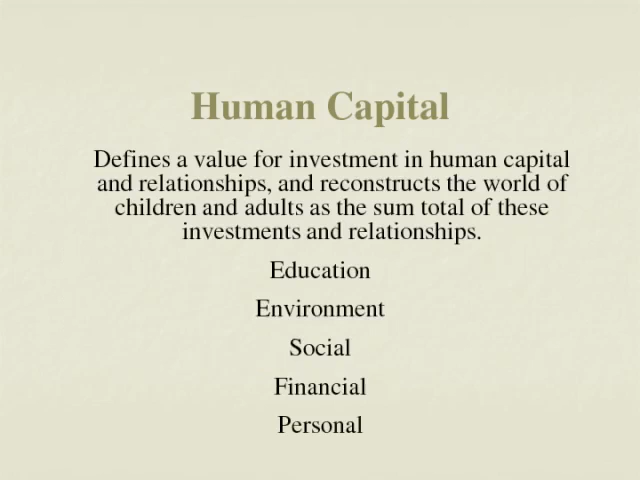 Human Capital
Defines a value for investment in human capital
and relationships, and reconstructs the world of
children and adults as the sum total of these
investments and relationships.
Education
Environment
Social
Financial
Personal